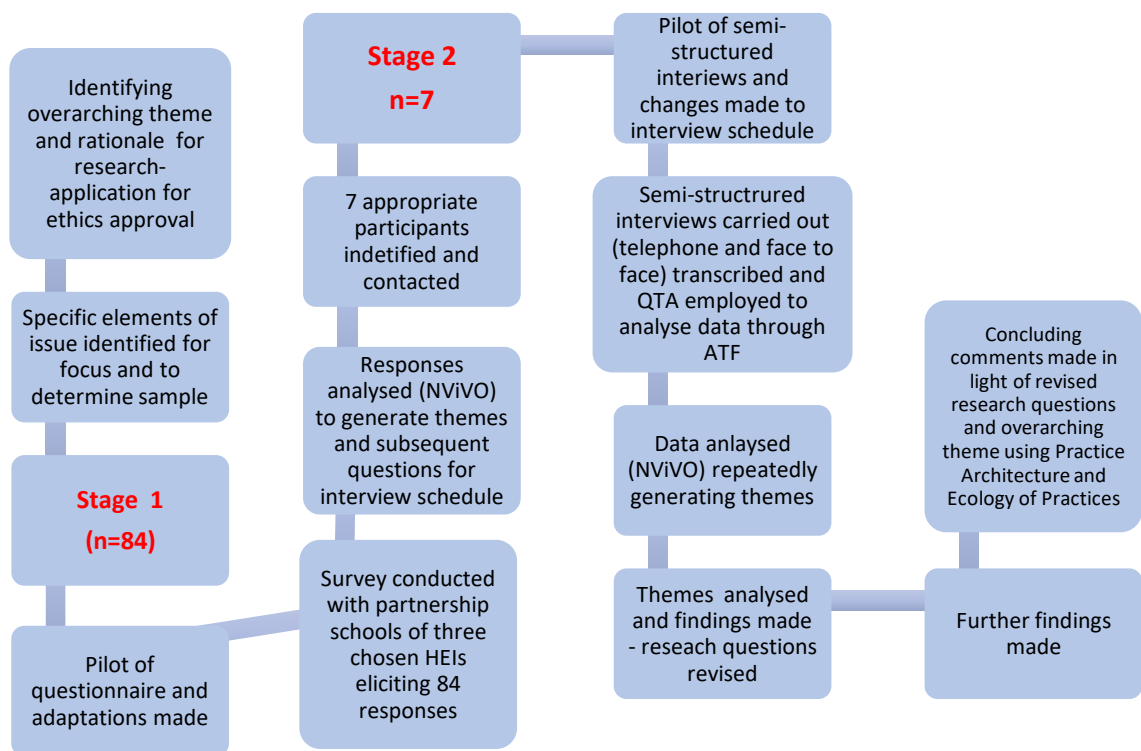 Identifying
overarching theme
and rationale for
research-
application for
ethics approval
Specific elements of
issue identified for
focus and to
determine sample
Stage 1
(n=84)
Pilot of
questionnaire and
adaptations made
Survey conducted
with partnership
schools of three
chosen HEIs
eliciting 84
responses
Responses
analysed (NViVO)
to generate themes
and subsequent
questions for
interview schedule
7 appropriate
participants
indetified and
contacted
Stage 2
n=7
Pilot of semi-
structured
interiews and
changes made to
interview schedule
Semi-structrured
interviews carried out
(telephone and face to
face) transcribed and
QTA employed to
analyse data through
ATF
Data anlaysed
(NViVO) repeatedly
generating themes
Themes analysed
and findings made
- reseach questions
revised
Further findings
made
Concluding
comments made in
light of revised
research questions
and overarching
theme using Practice
Architecture and
Ecology of Practices